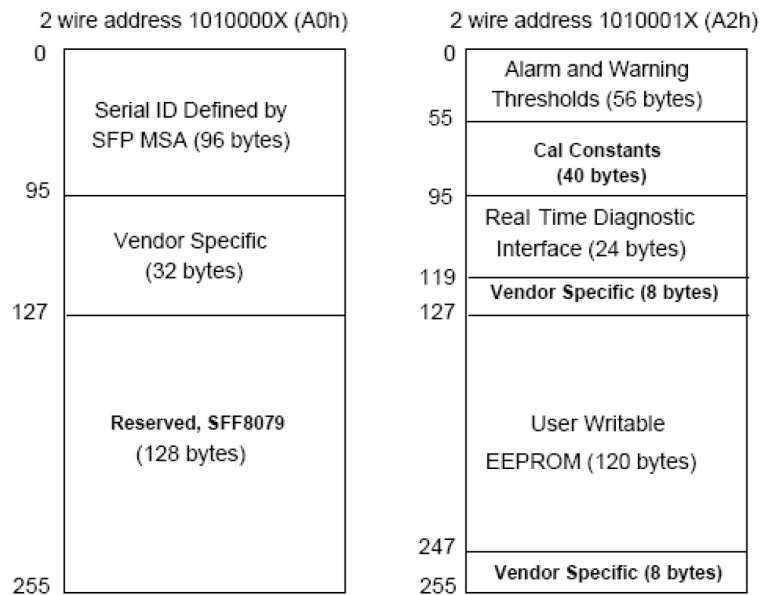 2 wire address 1010000X (A0h)
0
Serial ID Defined by
SFP MSA (96 bytes)
95
Vendor Specific
(32 bytes)
127
Reserved, SFF8079
(128 bytes)
255
2 wire address 1010001X (A2h)
0
Alarm and Warning
Thresholds (56 bytes)
55
Cal Constants
(40 bytes)
95
Real Time Diagnostic
Interface (24 bytes)
119
Vendor Specific (8 bytes)
127
User Writable
EEPROM (120 bytes)
247
Vendor Specific (8 bytes)
255